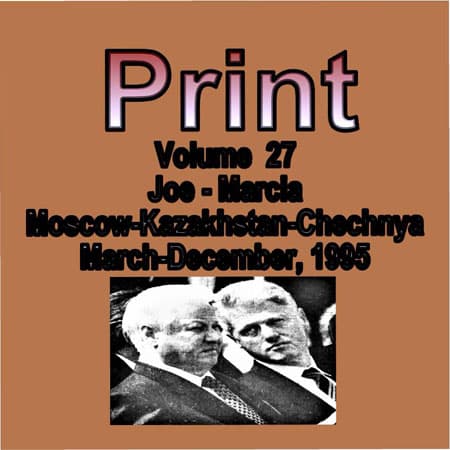 Print
Volume 27
Joe - Marcia
Moscow-Kazakhstan-Chechnya
March-December, 1995